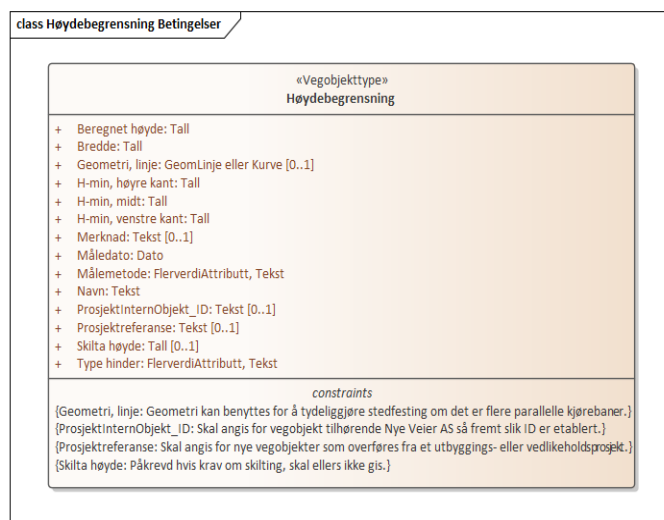 class Høydebegrensning Betingelser
«Vegobjekttype»
Høydebegrensning
+ Beregnet høyde: Tall
+ Bredde: Tall
+ Geometri, linje: GeomLinje eller Kurve [0..1]
+ H-min, høyre kant: Tall
+ H-min, midt: Tall
+ H-min, venstre kant: Tall
+ Merknad: Tekst [0..1]
+ Måledato: Dato
+ Målemetode: FlerverdiAttributt, Tekst
+ Navn: Tekst
+ ProsjektInternObjekt_ID: Tekst [0..1]
+ Prosjektreferanse: Tekst [0..1]
+ Skilta høyde: Tall [0..1]
+ Type hinder: FlerverdiAttributt, Tekst
constraints
{Geometri, linje: Geometri kan benyttes for å tydeliggjøre stedfesting om det er flere parallelle kjørebaner.}
{ProsjektInternObjekt_ID: Skal angis for vegobjekt tilhørende Nye Veier AS så fremt slik ID er etablert.}
{Prosjektreferanse: Skal angis for nye vegobjekter som overføres fra et utbyggings- eller vedlikeholdsprosjekt.}
{Skilta høyde: Påkrevd hvis krav om skilting, skal ellers ikke gis.}